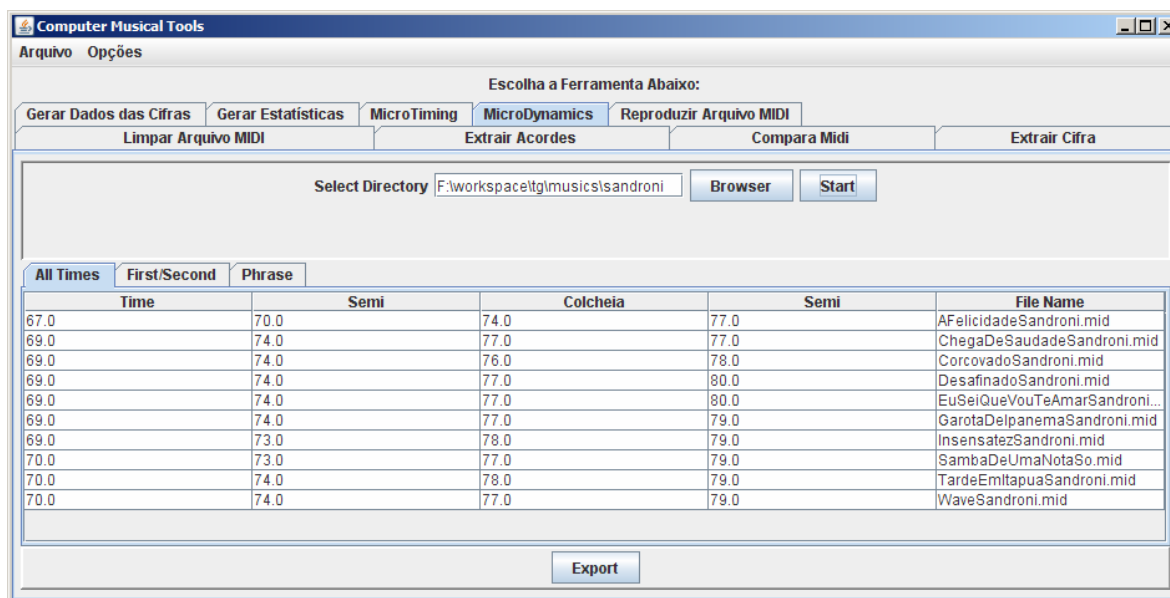 Computer Musical Tools
Arquivo Opções
Escolha a Ferramenta Abaixo:
Gerar Dados das Cifras Gerar Estatísticas MicroTiming MicroDynamics Reproduzir Arquivo MIDI
Limpar Arquivo MIDI Extrair Acordes Compara Midi Extrair Cifra
Select Directory F:\workspace\tg\musics\sandroni Browser Start
All Times First/Second Phrase
Time Semi Colcheia Semi File Name
67.0 70.0 74.0 77.0 AFelicidadeSandroni.mid
69.0 74.0 77.0 77.0 ChegaDeSaudadeSandroni.mid
69.0 74.0 76.0 78.0 CorcovadoSandroni.mid
69.0 74.0 77.0 80.0 DesafinadoSandroni.mid
69.0 74.0 77.0 80.0 EuSeiQueVouTeAmarSandroni...
69.0 74.0 77.0 79.0 GarotaDeIpanemaSandroni.mid
69.0 73.0 78.0 79.0 InsensatezSandroni.mid
70.0 73.0 77.0 79.0 SambaDeUmaNotaSo.mid
70.0 74.0 78.0 79.0 TardeEmItapuaSandroni.mid
70.0 74.0 77.0 79.0 WaveSandroni.mid
Export